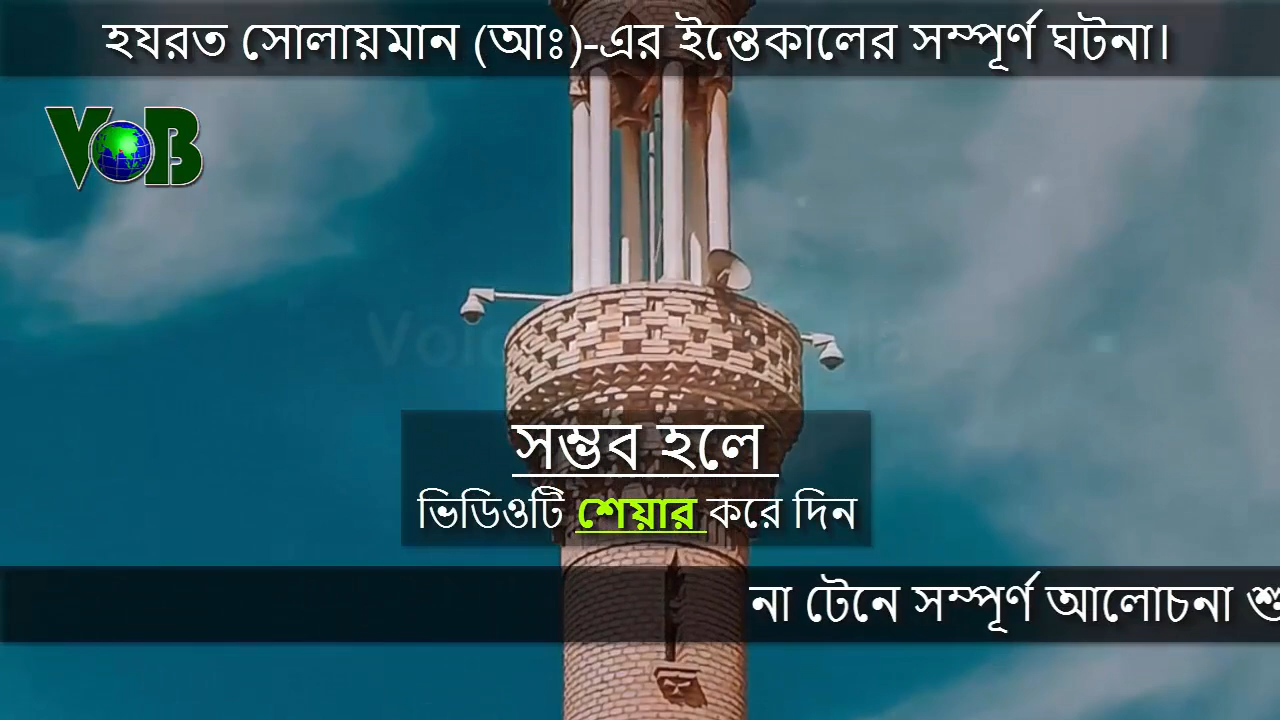 হযরত সোলায়মান (আঃ)-এর ইন্তেকালের সম্পূর্ণ ঘটনা।
VOB
সম্ভব হলে
ভিডিওটি শেয়ার করে দিন
না টেনে সম্পূর্ণ আলোচনা